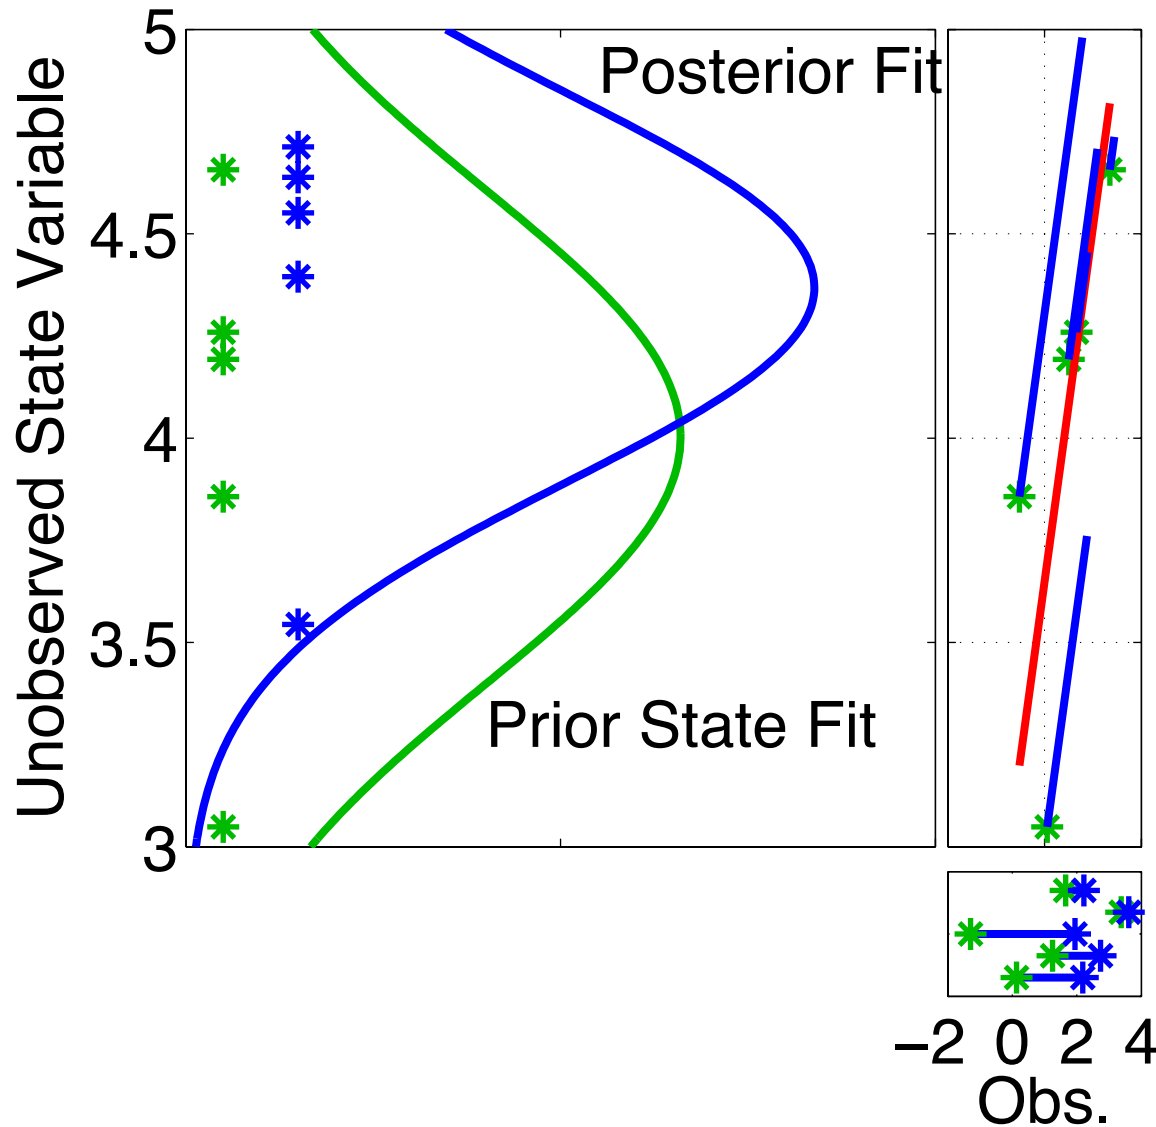 Unobserved State Variable
5
4.5
4
3.5
3
Posterior Fit
Prior State Fit
−2 0 2 4
Obs.